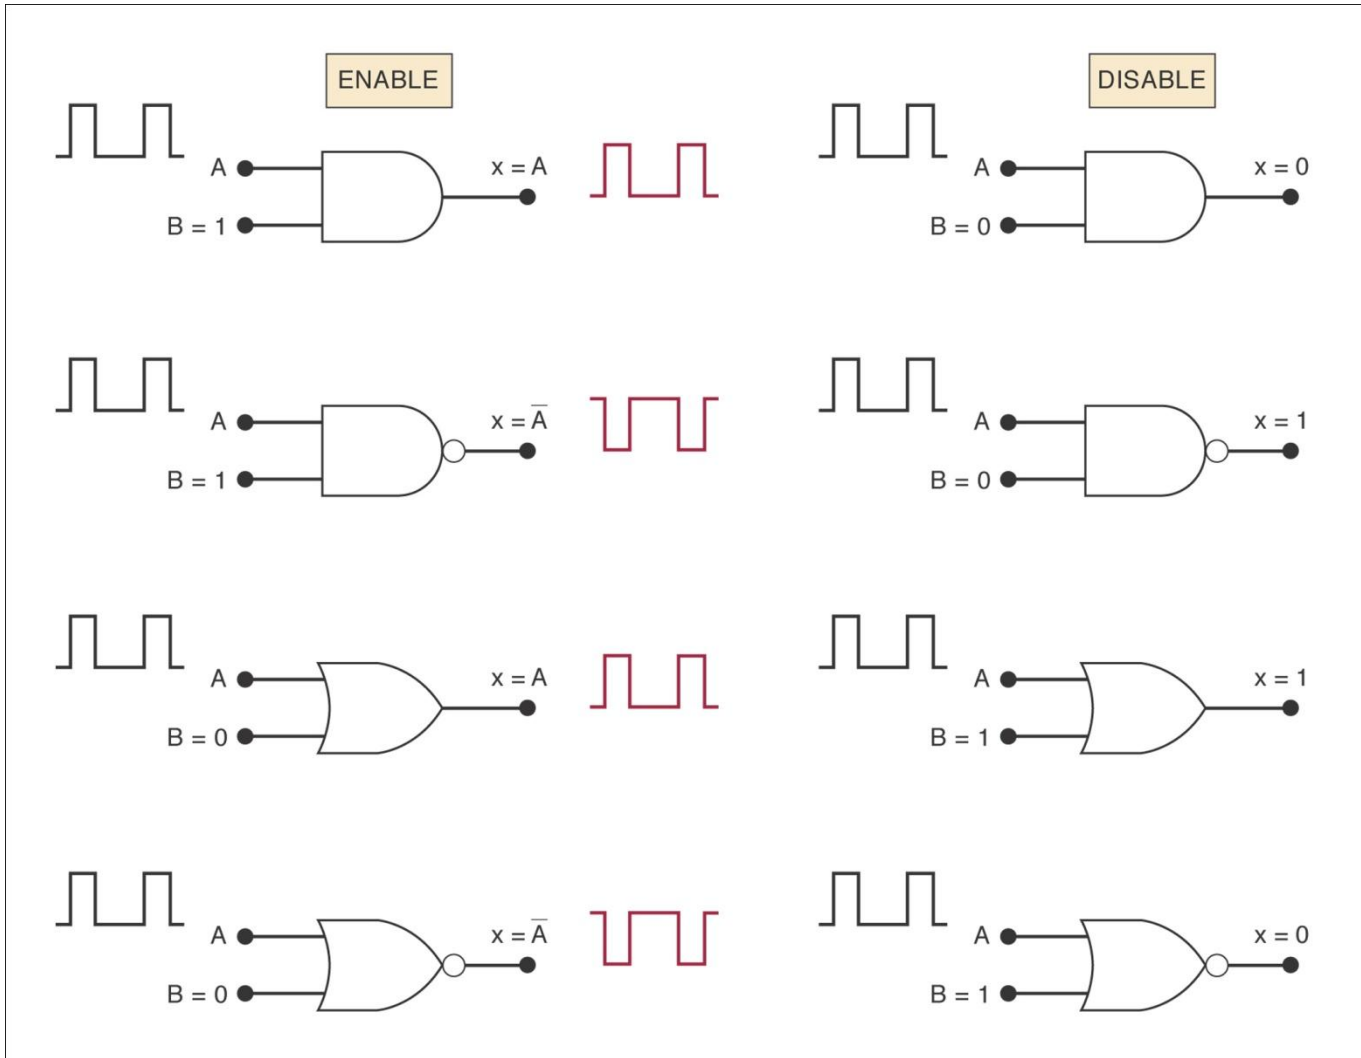 ENABLE
DISABLE
A
x = A
A
x = 0
B = 1
B = 0
A
x = A̅
A
x = 1
B = 1
B = 0
A
x = A
A
x = 1
B = 0
B = 1
A
x = A̅
A
x = 0
B = 0
B = 1